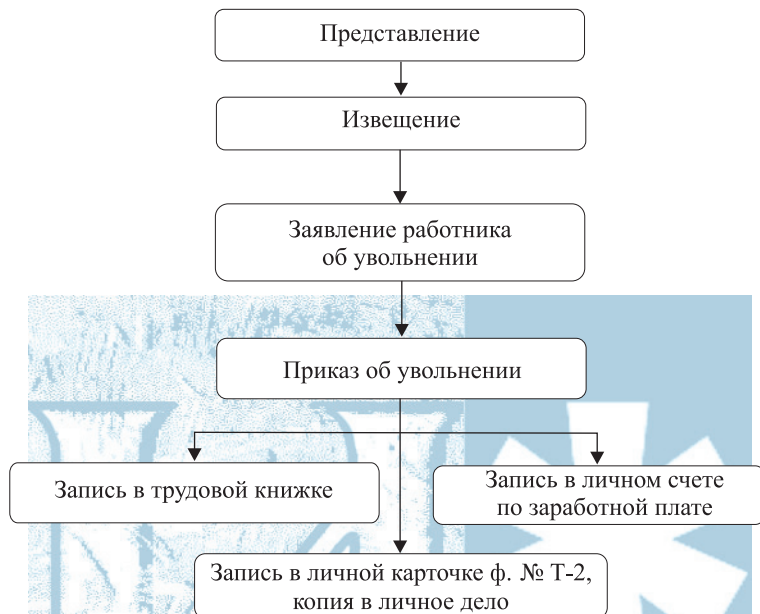 Представление
Извещение
Заявление работника
об увольнении
Приказ об увольнении
Запись в трудовой книжке
Запись в личном счете
по заработной плате
Запись в личной карточке ф. № Т-2,
копия в личное дело